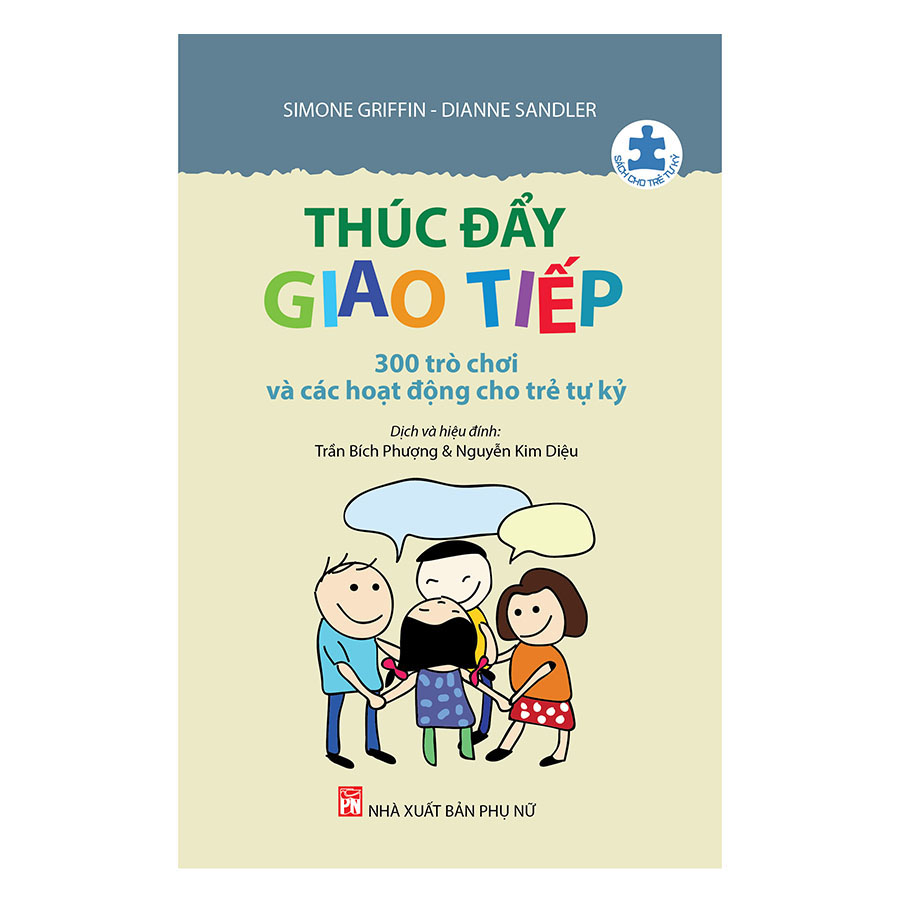 SIMONE GRIFFIN - DIANNE SANDLER
SÁCH CHO TRẺ TỰ KỶ
THÚC ĐẨY
GIAO TIẾP
300 trò chơi
và các hoạt động cho trẻ tự kỷ
Dịch và hiệu đính:
Trần Bích Phượng & Nguyễn Kim Diệu
PN
NHÀ XUẤT BẢN PHỤ NỮ